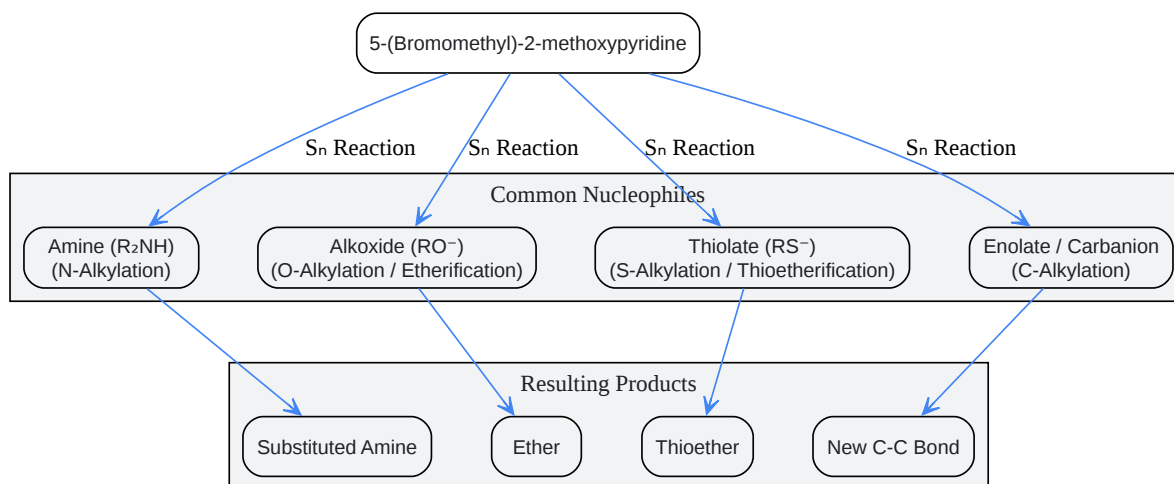 5-(Bromomethyl)-2-methoxypyridine
Sₙ Reaction
Sₙ Reaction
Sₙ Reaction
Sₙ Reaction
Common Nucleophiles
Amine (R₂NH)
(N-Alkylation)
Alkoxide (RO⁻)
(O-Alkylation / Etherification)
Thiolate (RS⁻)
(S-Alkylation / Thioetherification)
Enolate / Carbanion
(C-Alkylation)
Resulting Products
Substituted Amine
Ether
Thioether
New C-C Bond